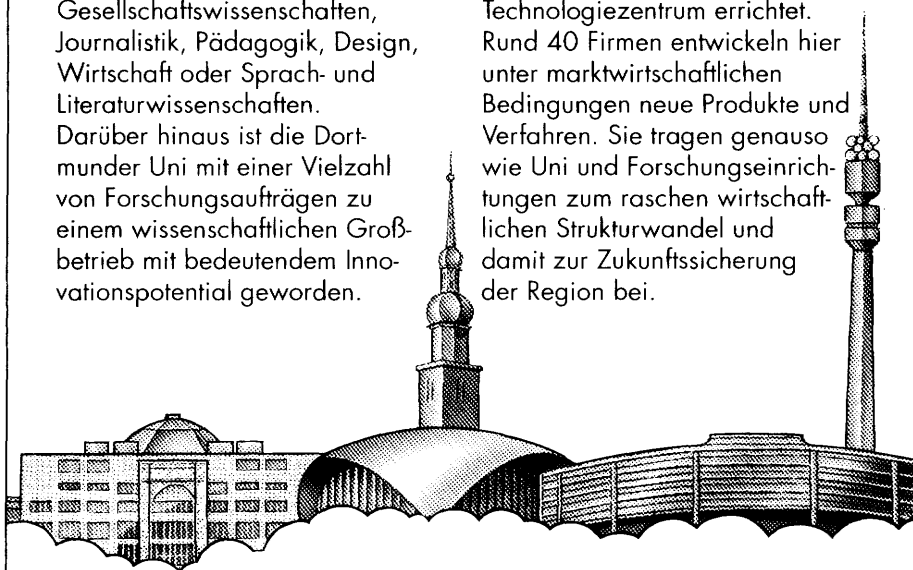 Gesellschaftswissenschaften,
Journalistik, Pädagogik, Design,
Wirtschaft oder Sprach- und
Literaturwissenschaften.
Darüber hinaus ist die Dort-
munder Uni mit einer Vielzahl
von Forschungsaufträgen zu
einem wissenschaftlichen Groß-
betrieb mit bedeutendem Inno-
vationspotential geworden.
Technologiezentrum errichtet.
Rund 40 Firmen entwickeln hier
unter marktwirtschaftlichen
Bedingungen neue Produkte und
Verfahren. Sie tragen genauso
wie Uni und Forschungseinrich-
tungen zum raschen wirtschaft-
lichen Strukturwandel und
damit zur Zukunftssicherung
der Region bei.